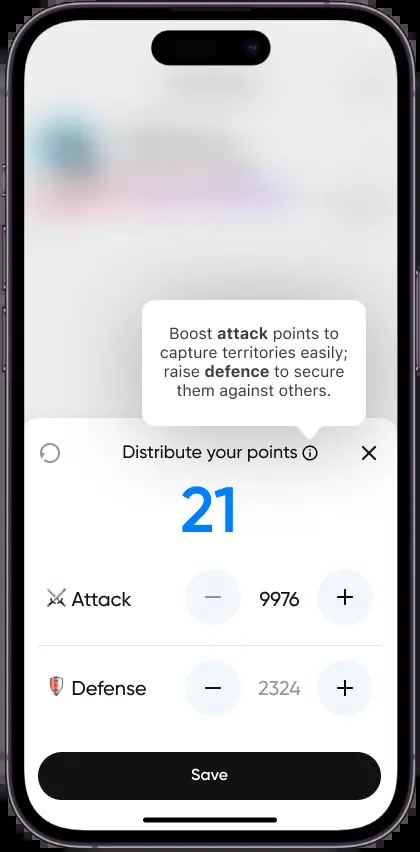 Boost attack points to
capture territories easily;
raise defence to secure
them against others.
Distribute your points
21
Attack
9976
Defense
2324
Save